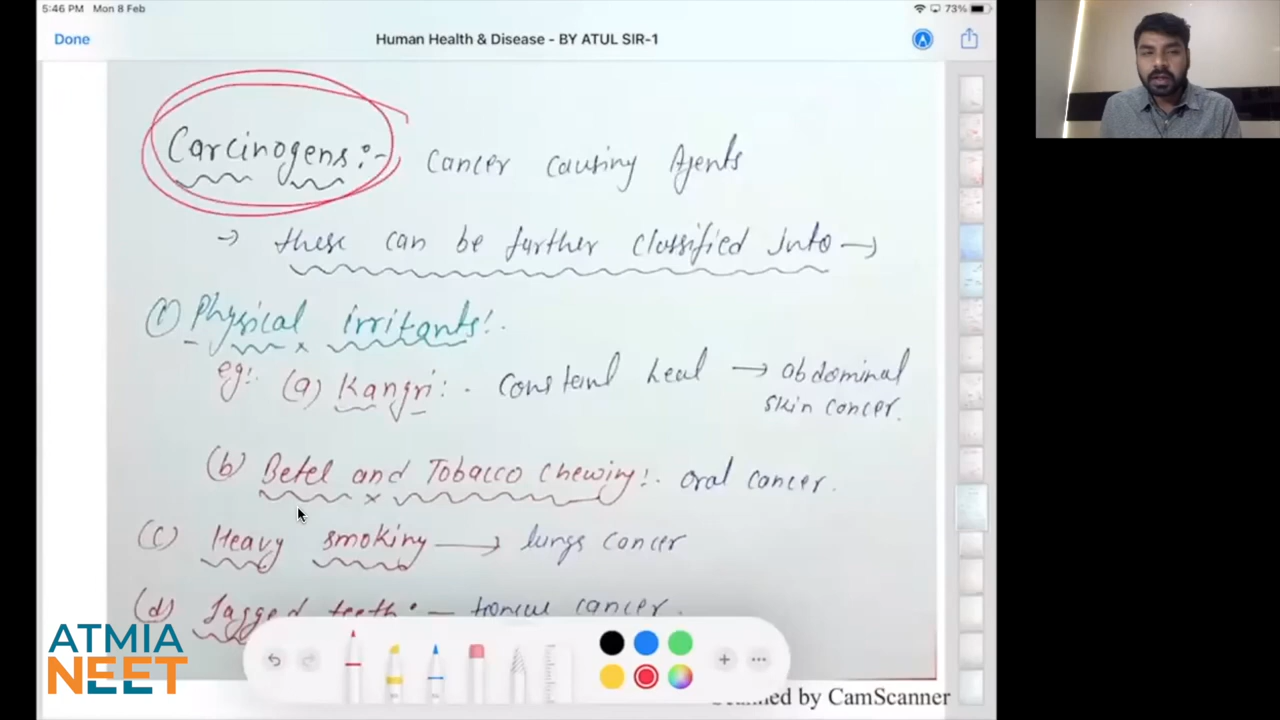 5:46 PM Mon 8 Feb
73%
Done
Human Health & Disease - BY ATUL SIR-1
Carcinogens:- Cancer causing Agents
→ these can be further classified into →
(1) Physical irritants:-
eg:- (a) Kangri:- Constant heat → abdominal
skin cancer.
(b) Betel and Tobacco Chewing:- oral cancer.
(c) Heavy smoking → lungs cancer
(d) Jagged teeth:- tongue cancer.
ATMIA
NEET
by CamScanner